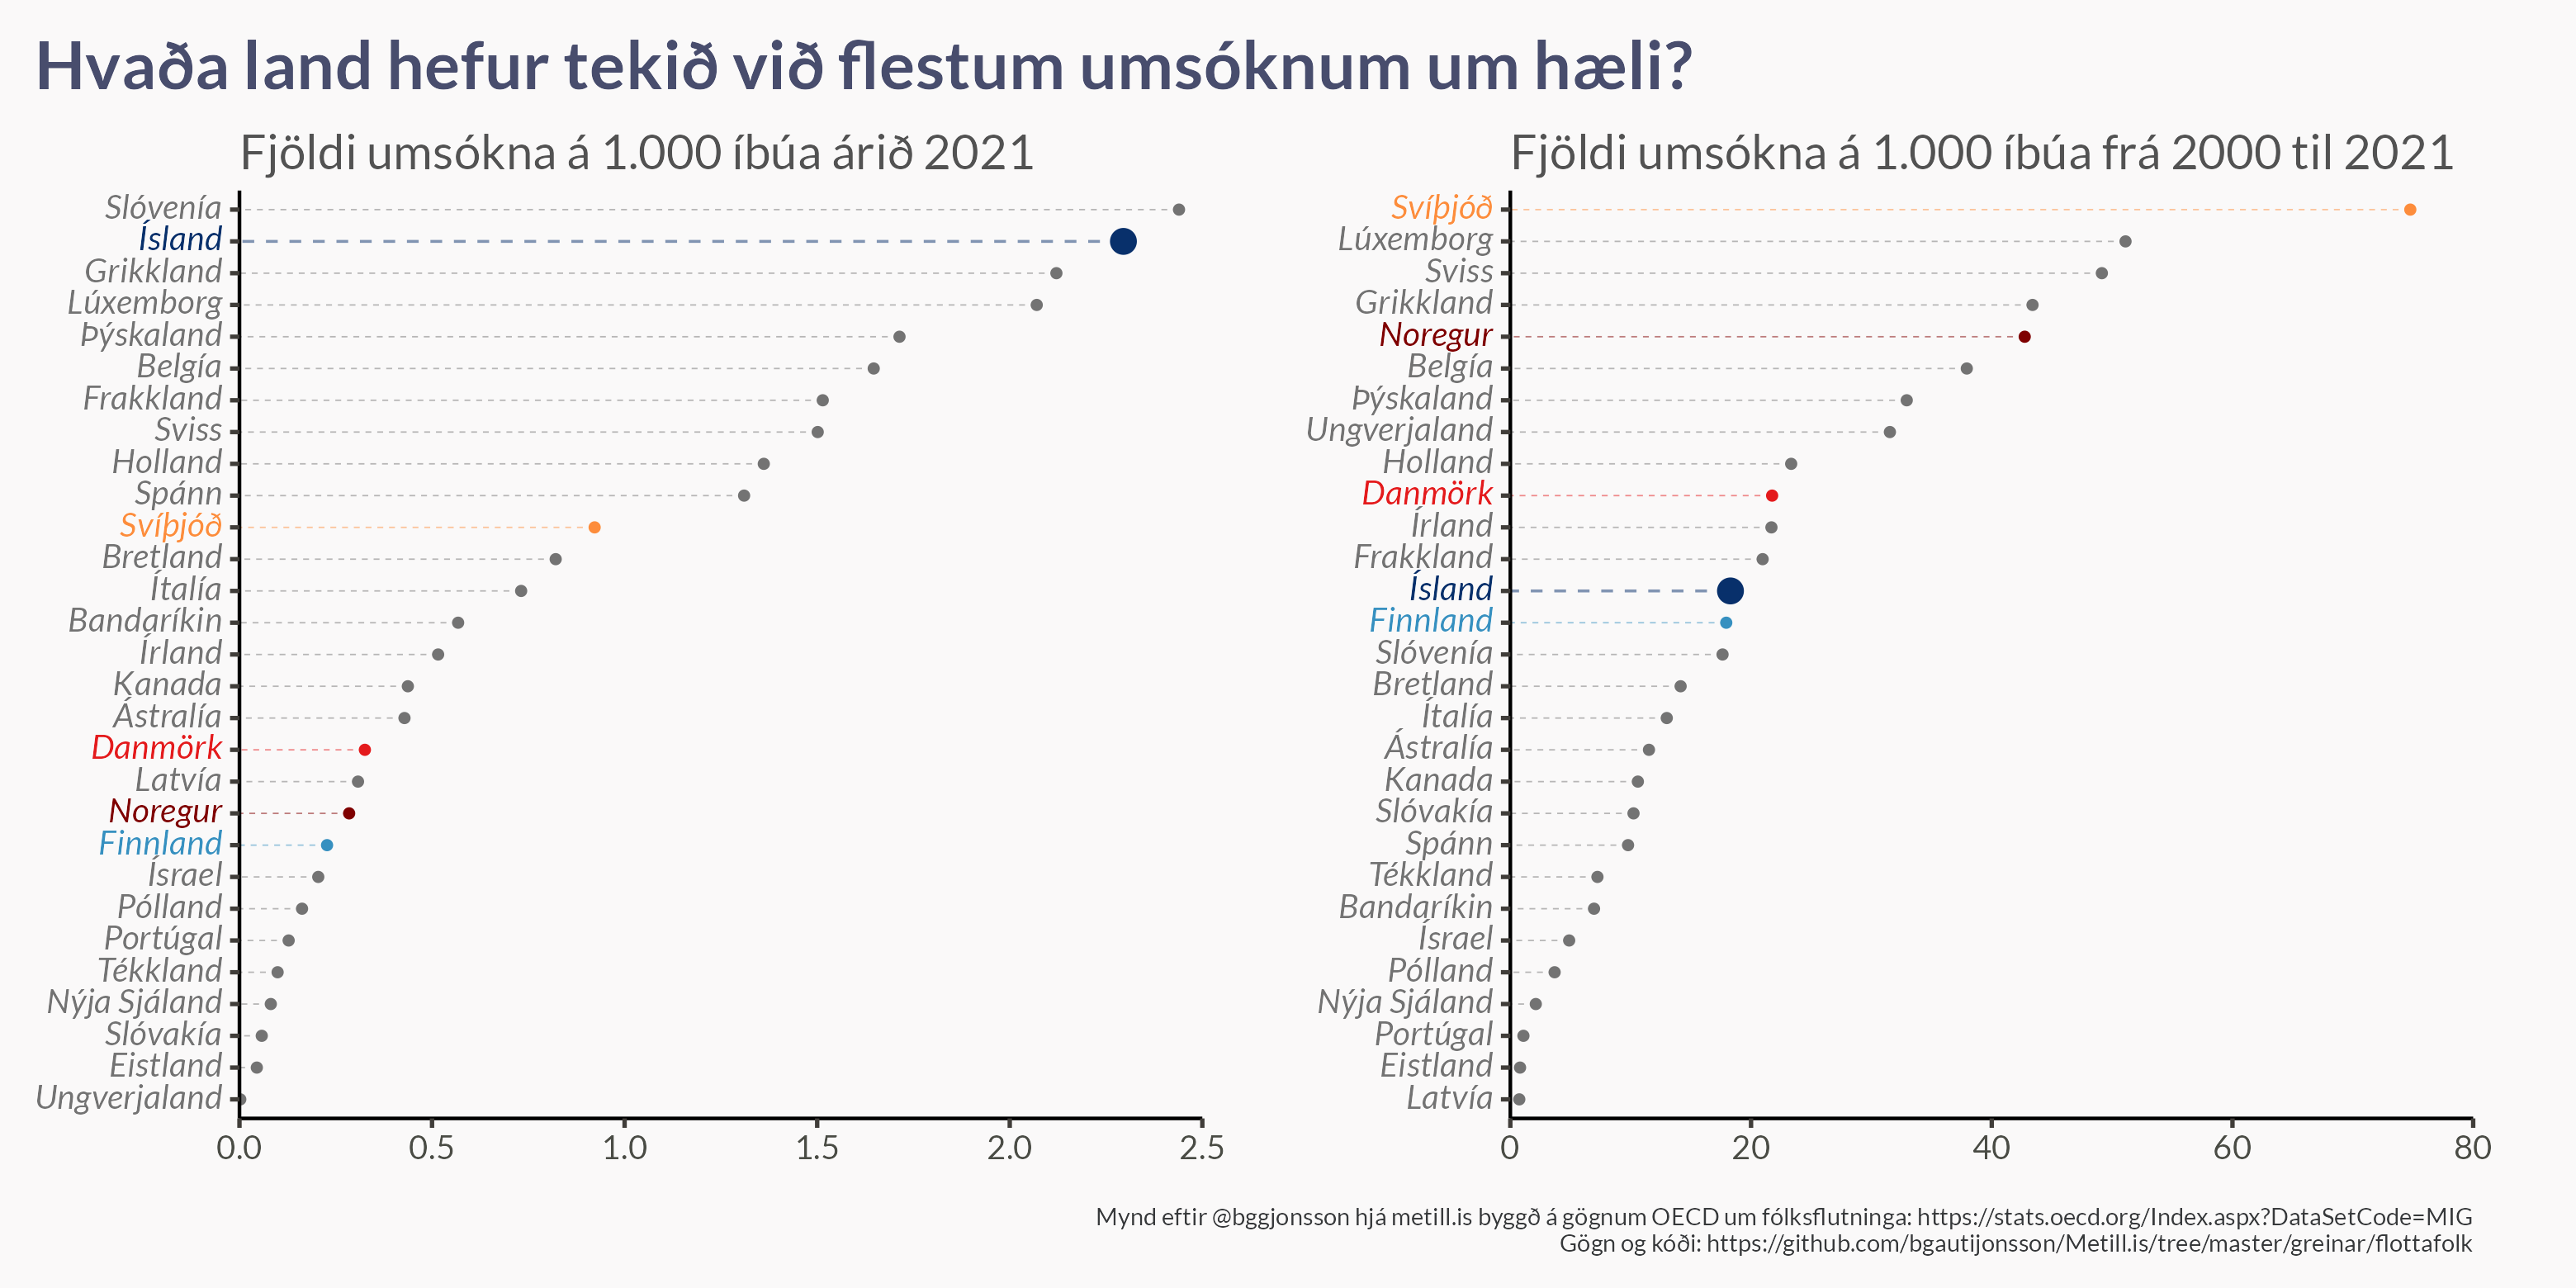 Hvaða land hefur tekið við flestum umsóknum um hæli?
Fjöldi umsókna á 1.000 íbúa árið 2021
Slóvenía
Ísland
Grikkland
Lúxemborg
Þýskaland
Belgía
Frakkland
Sviss
Holland
Spánn
Svíþjóð
Bretland
Ítalía
Bandaríkin
Írland
Kanada
Ástralía
Danmörk
Latvía
Noregur
Finnland
Ísrael
Pólland
Portúgal
Tékkland
Nýja Sjáland
Slóvakía
Eistland
Ungverjaland
0.0 0.5 1.0 1.5 2.0 2.5
Fjöldi umsókna á 1.000 íbúa frá 2000 til 2021
Svíþjóð
Lúxemborg
Sviss
Grikkland
Noregur
Belgía
Þýskaland
Ungverjaland
Holland
Danmörk
Írland
Frakkland
Ísland
Finnland
Slóvenía
Bretland
Ítalía
Ástralía
Kanada
Slóvakía
Spánn
Tékkland
Bandaríkin
Ísrael
Pólland
Nýja Sjáland
Portúgal
Eistland
Latvía
0 20 40 60 80
Mynd eftir @bggjonsson hjá metill.is byggð á gögnum OECD um fólksflutninga: https://stats.oecd.org/Index.aspx?DataSetCode=MIG
Gögn og kóði: https://github.com/bgautijonsson/Metill.is/tree/master/greinar/flottafolk